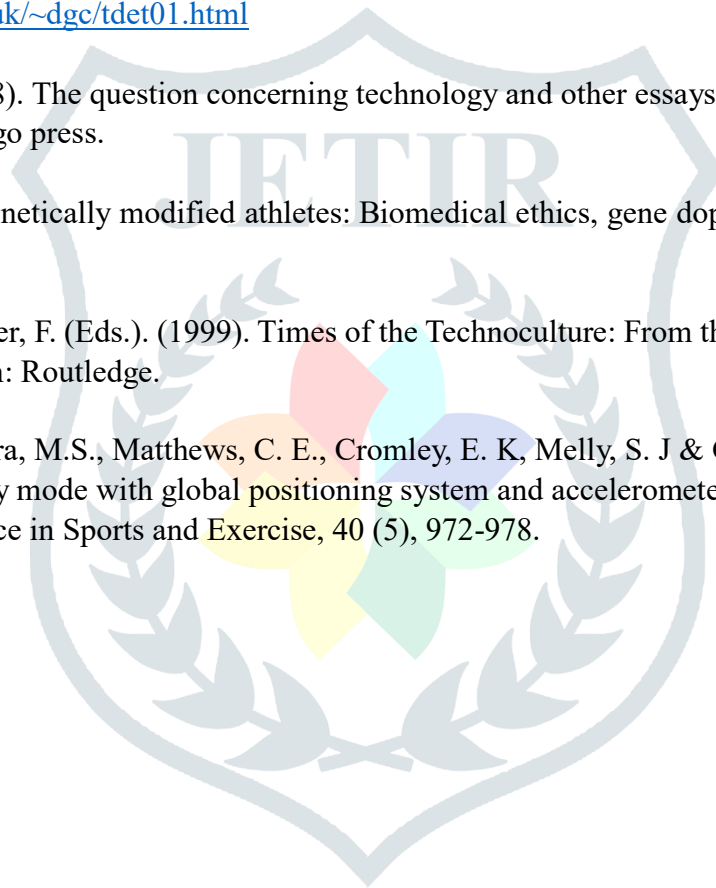 uk/~dgc/tdet01.html
8). The question concerning technology and other essays
go press.
JETIR
netically modified athletes: Biomedical ethics, gene dop
er, F. (Eds.). (1999). Times of the Technoculture: From th
n: Routledge.
ra, M.S., Matthews, C. E., Cromley, E. K, Melly, S. J & 
y mode with global positioning system and acceleromete
ce in Sports and Exercise, 40 (5), 972-978.